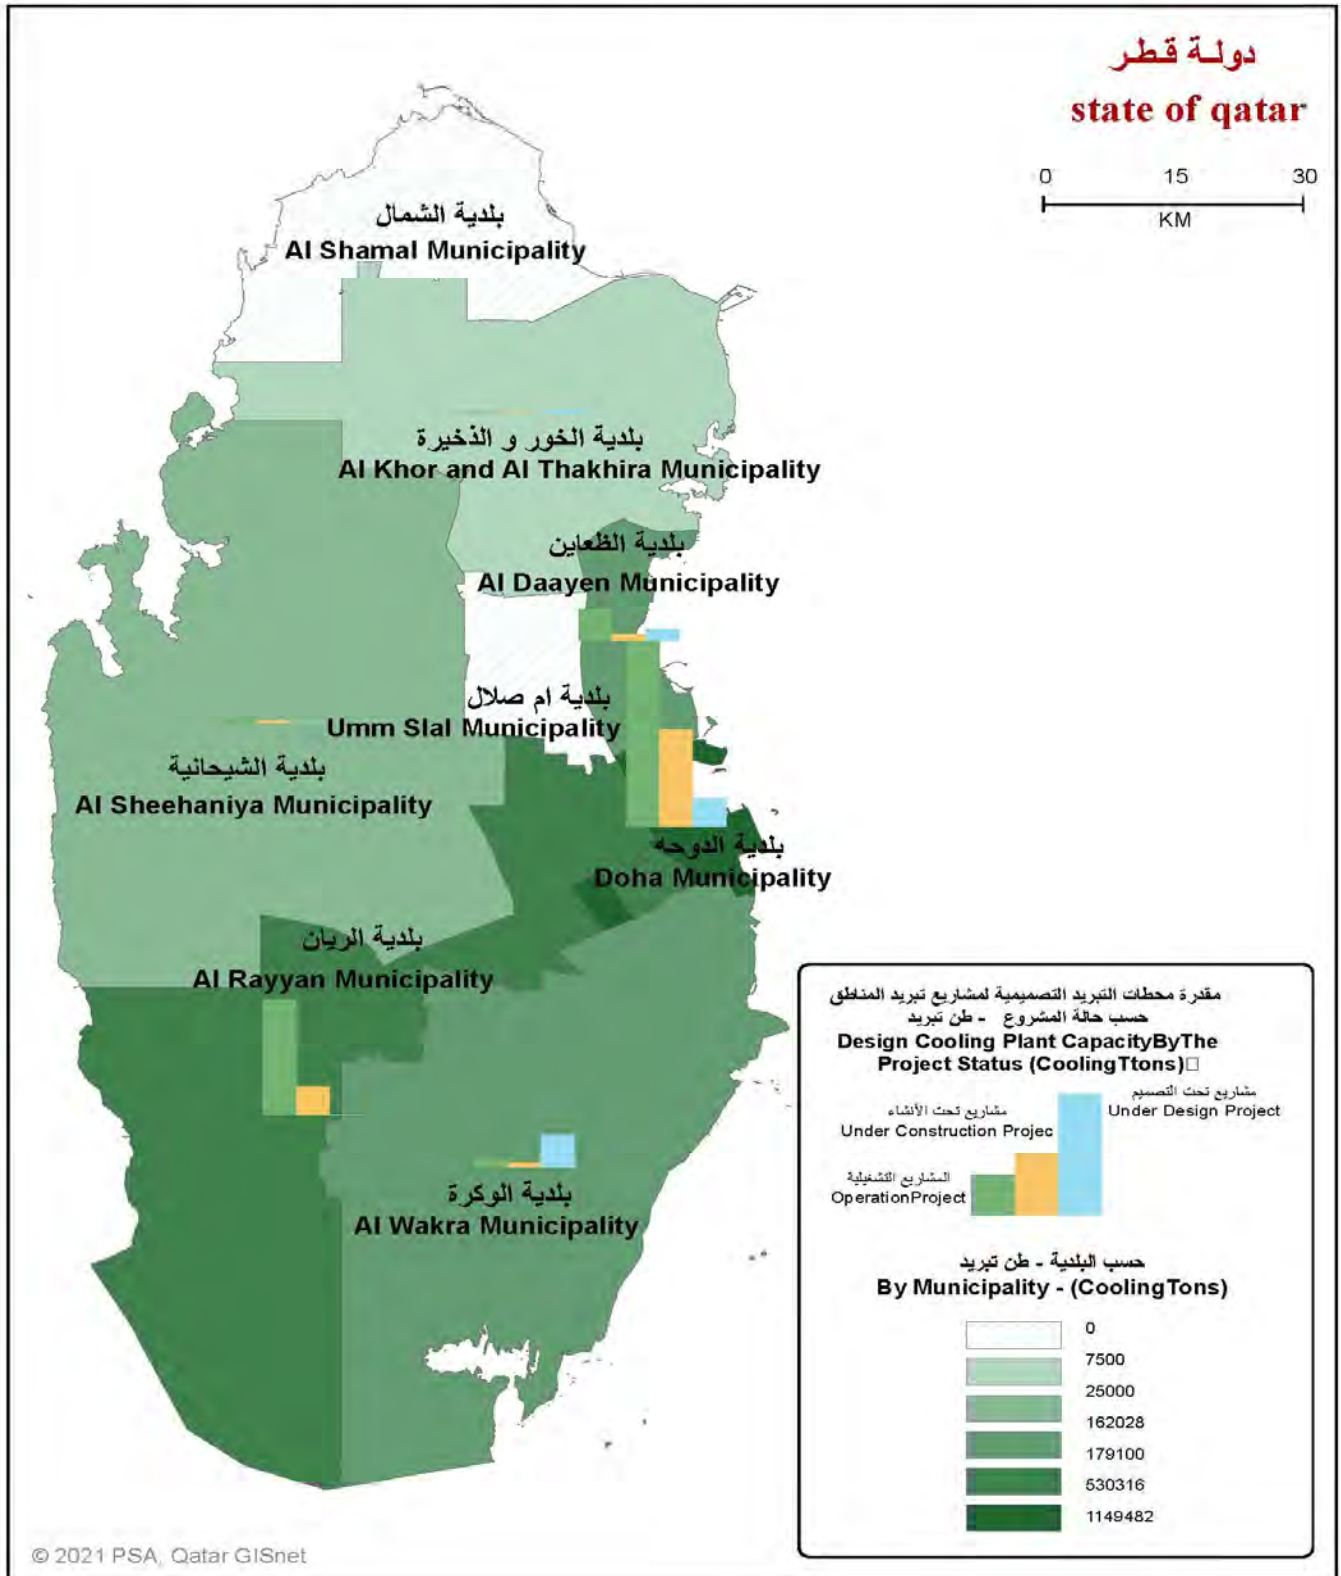 دولة قطر
state of qatar
0 15 30
KM
بلدية الشمال
Al Shamal Municipality
بلدية الخور و الذخيرة
Al Khor and Al Thakhira Municipality
بلدية الظعاين
Al Daayen Municipality
بلدية ام صلال
Umm Slal Municipality
بلدية الشيحانية
Al Sheehaniya Municipality
بلدية الدوحه
Doha Municipality
بلدية الريان
Al Rayyan Municipality
بلدية الوكرة
Al Wakra Municipality
مقدرة محطات التبريد التصميمية لمشاريع تبريد المناطق
حسب حالة المشروع - طن تبريد
Design Cooling Plant CapacityByThe
Project Status (CoolingTtons)□
مشاريع تحت التصميم
Under Design Project
مشاريع تحت الأنشاء
Under Construction Projec
المشاريع التشغيلية
OperationProject
حسب البلدية - طن تبريد
By Municipality - (CoolingTons)
0
7500
25000
162028
179100
530316
1149482
© 2021 PSA, Qatar GISnet